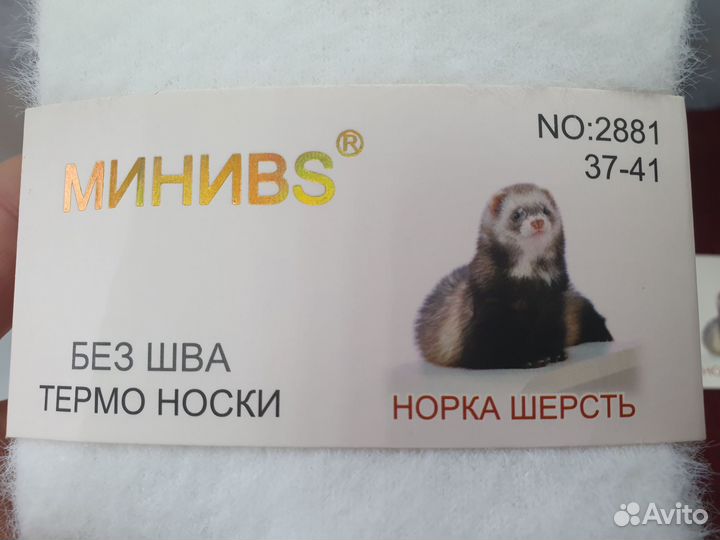 МИНИВS®
NO:2881
37-41
БЕЗ ШВА
ТЕРМО НОСКИ
НОРКА ШЕРСТЬ
Avito